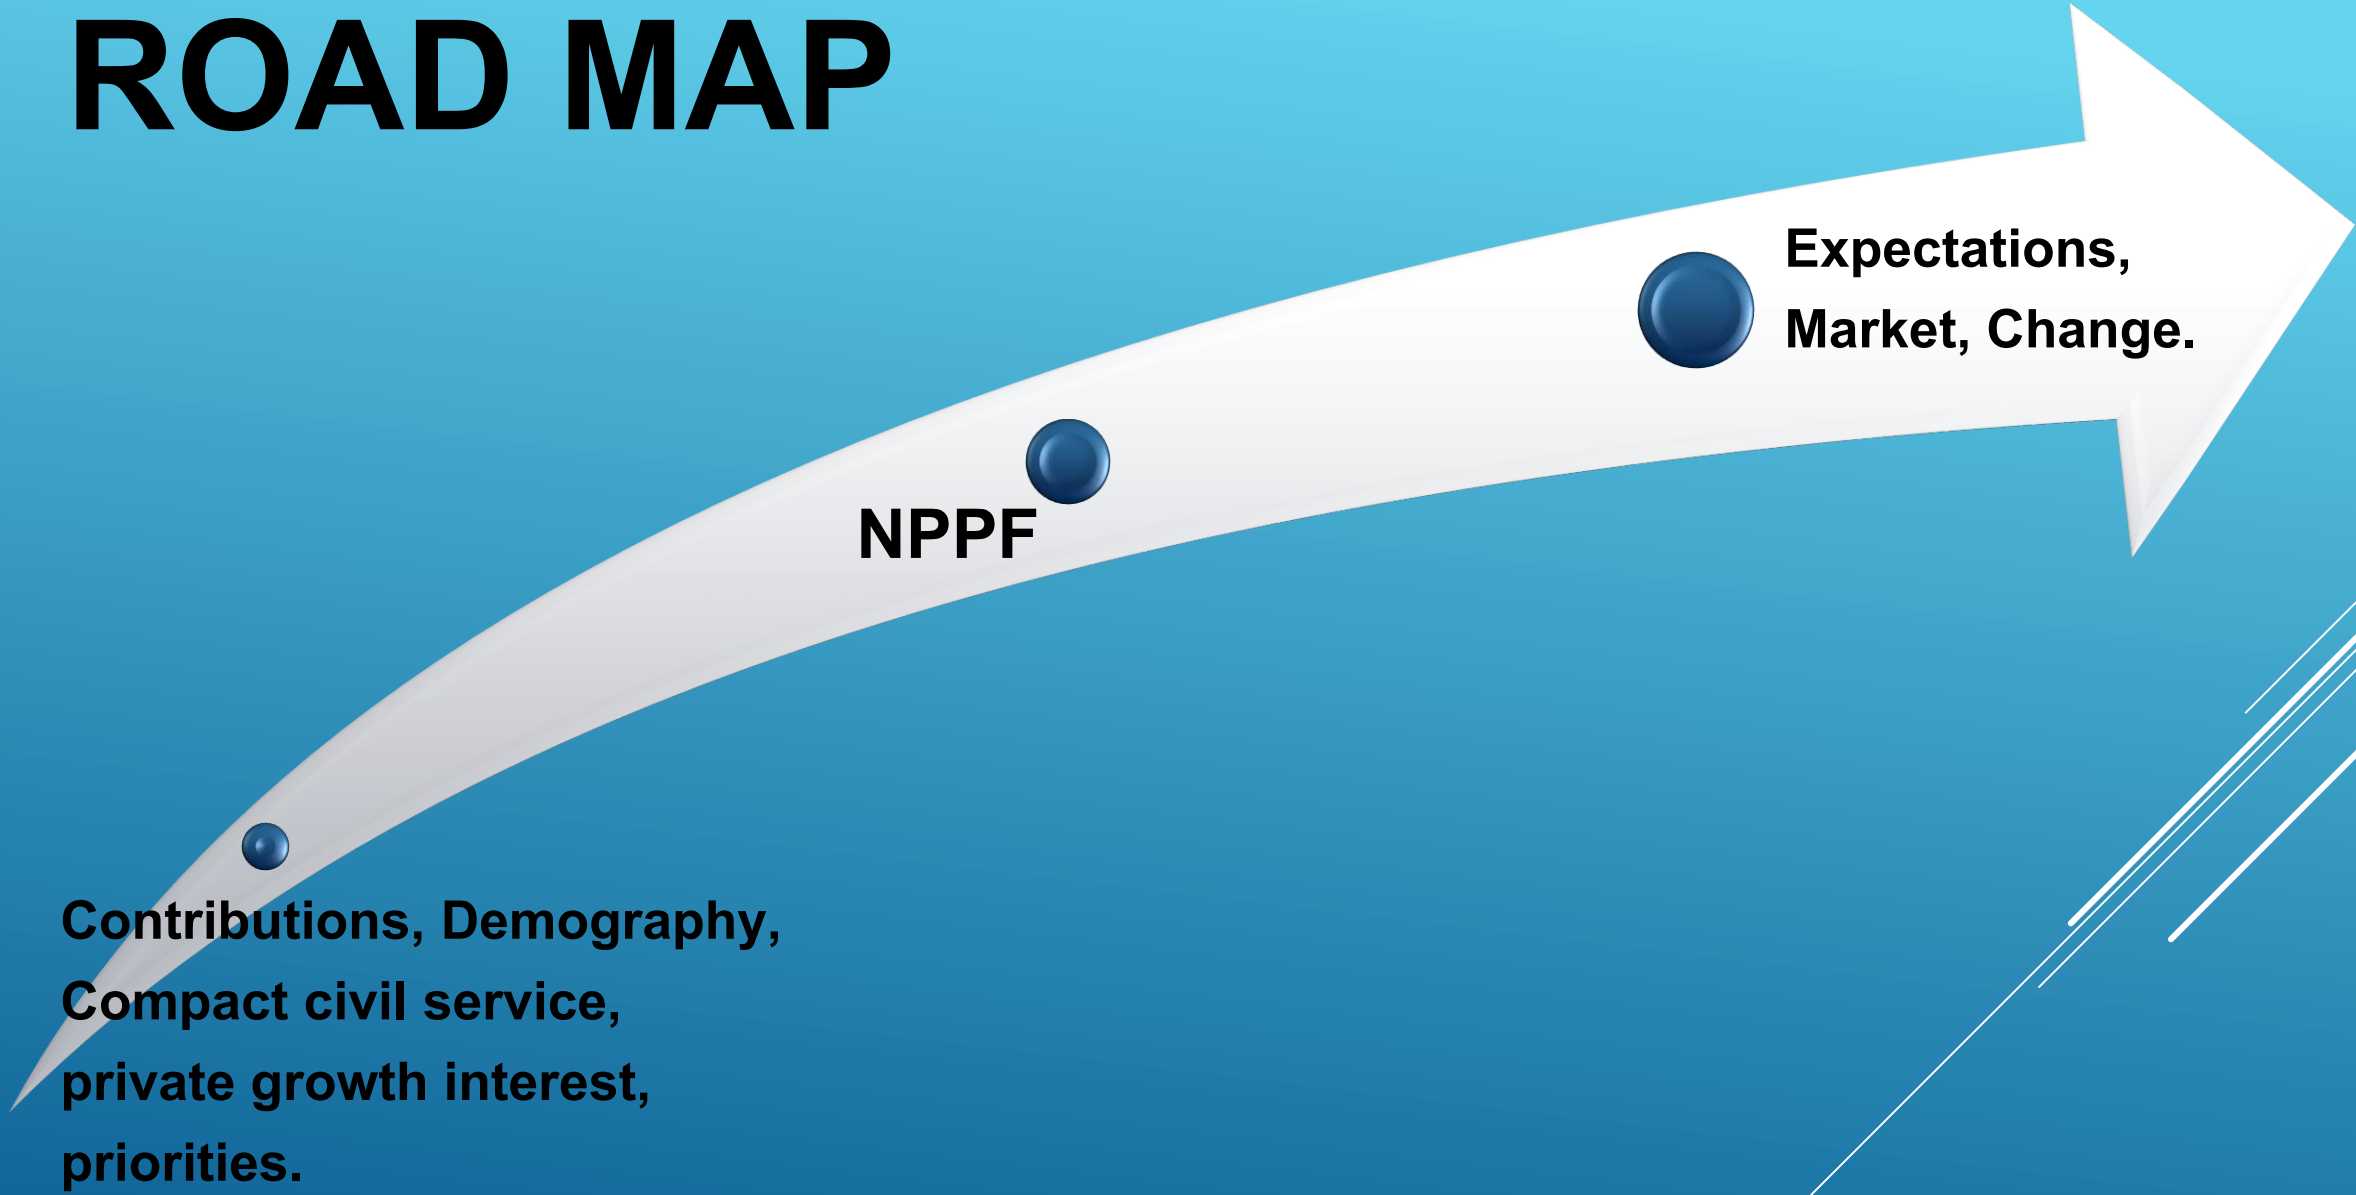 ROAD MAP
Expectations,
Market, Change.
NPPF
Contributions, Demography,
Compact civil service,
private growth interest,
priorities.